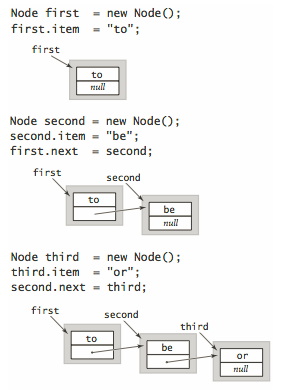 Node first  = new Node();
first.item  = "to";
first
to
null
Node second = new Node();
second.item = "be";
first.next  = second;
first
second
to
be
null
Node third  = new Node();
third.item  = "or";
second.next = third;
first
second
third
to
be
or
null